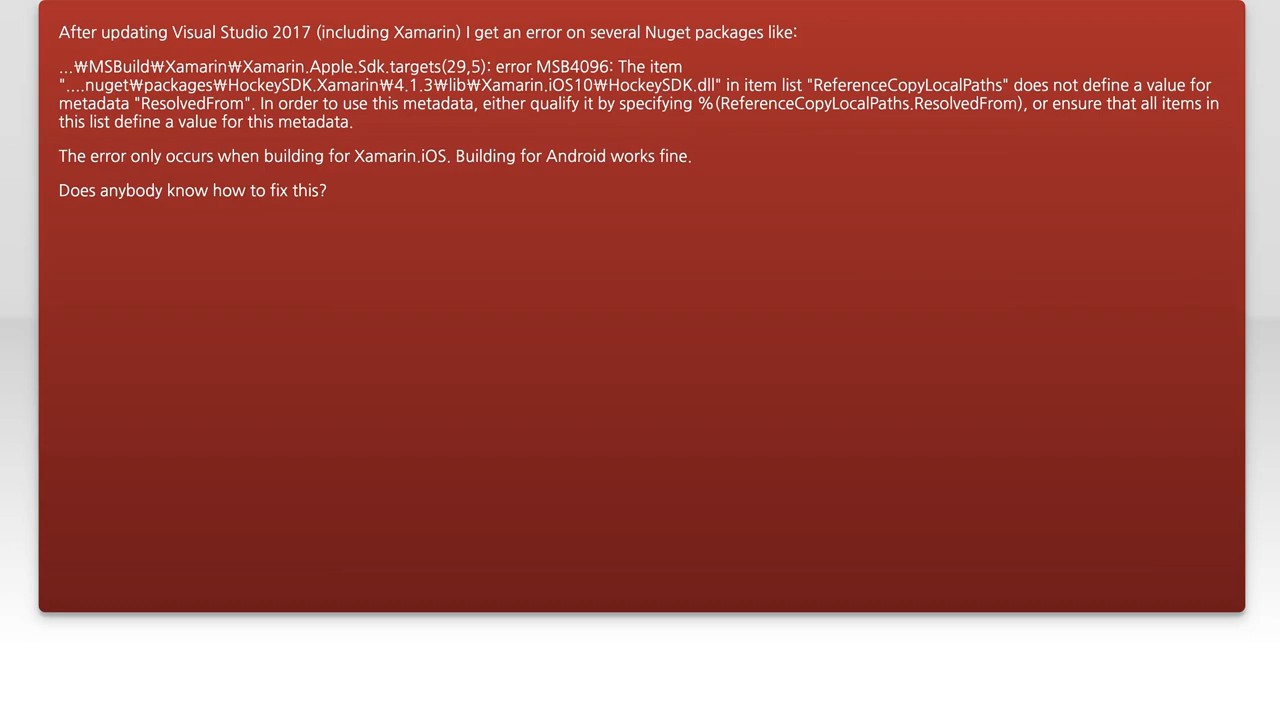 After updating Visual Studio 2017 (including Xamarin) I get an error on several Nuget packages like:
...₩MSBuild₩Xamarin₩Xamarin.Apple.Sdk.targets(29,5): error MSB4096: The item
"....nuget₩packages₩HockeySDK.Xamarin₩4.1.3₩lib₩Xamarin.iOS10₩HockeySDK.dll" in item list "ReferenceCopyLocalPaths" does not define a value for
metadata "ResolvedFrom". In order to use this metadata, either qualify it by specifying %(ReferenceCopyLocalPaths.ResolvedFrom), or ensure that all items in
this list define a value for this metadata.
The error only occurs when building for Xamarin.iOS. Building for Android works fine.
Does anybody know how to fix this?